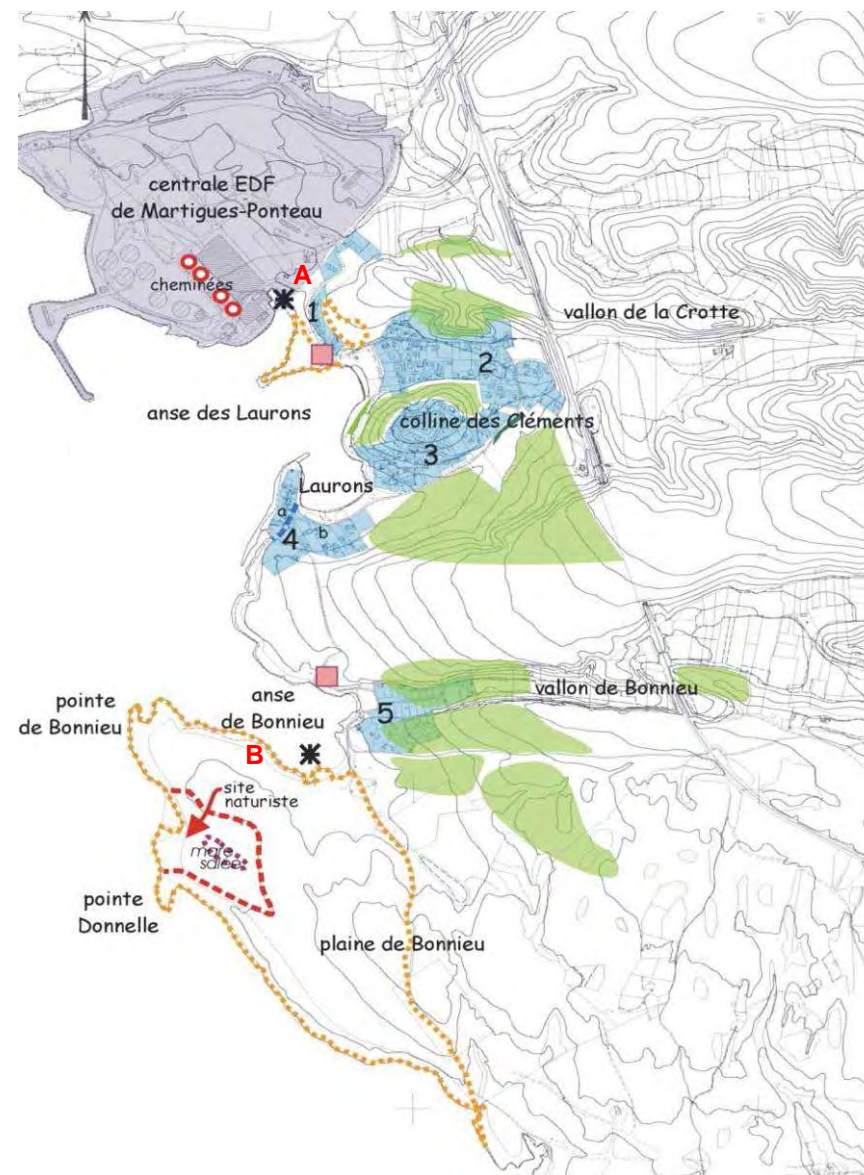 centrale EDF
de Martigues-Ponteau
A
cheminées
1
vallon de la Crotte
2
anse des Laurons
colline des Cléments
3
Laurons
a
b
4
pointe
de Bonnieu
anse
de Bonnieu
vallon de Bonnieu
5
B
site
naturiste
mare
salée
pointe
Donnelle
plaine de Bonnieu